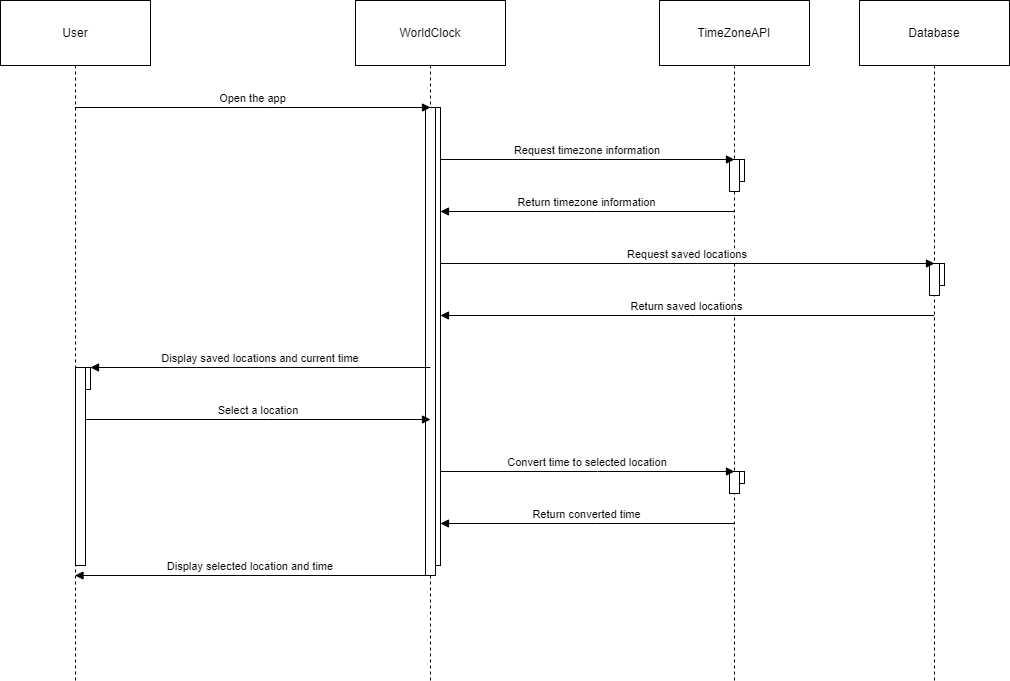 User
WorldClock
TimeZoneAPI
Database
Open the app
Request timezone information
Return timezone information
Request saved locations
Return saved locations
Display saved locations and current time
Select a location
Convert time to selected location
Return converted time
Display selected location and time